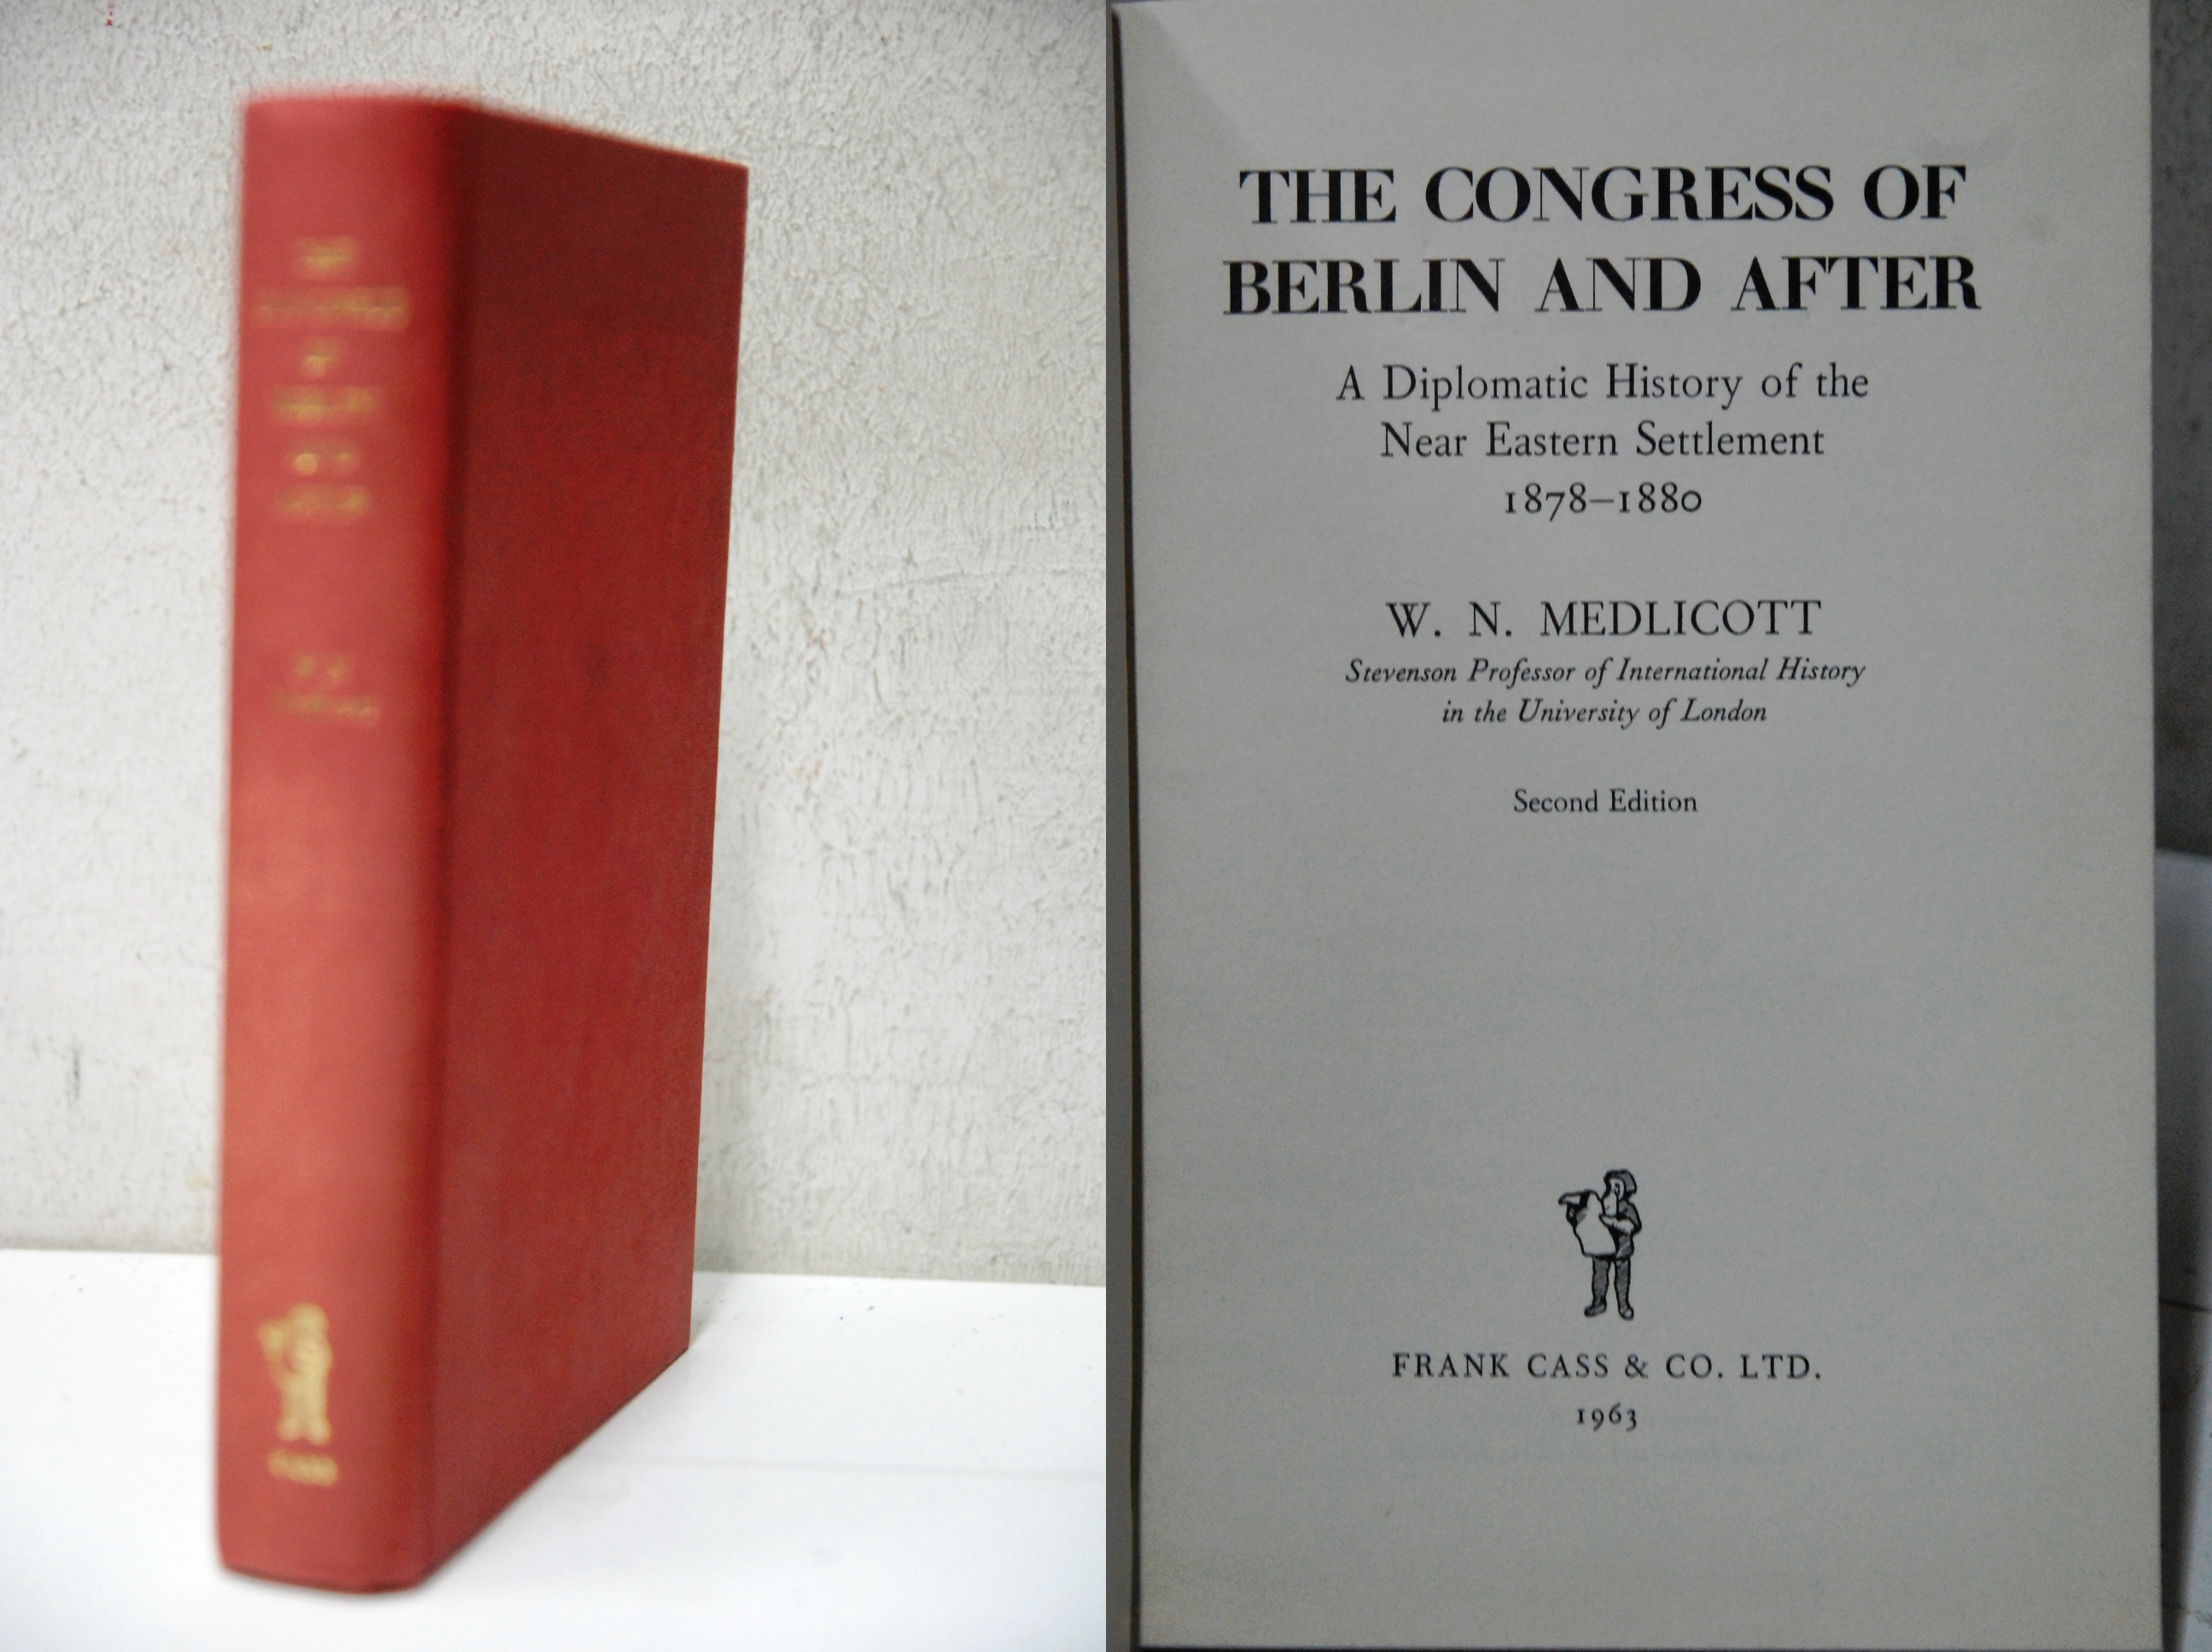 THE CONGRESS OF
BERLIN AND AFTER
A Diplomatic History of the
Near Eastern Settlement
1878–1880
W. N. MEDLICOTT
Stevenson Professor of International History
in the University of London
Second Edition
FRANK CASS & CO. LTD.
1963